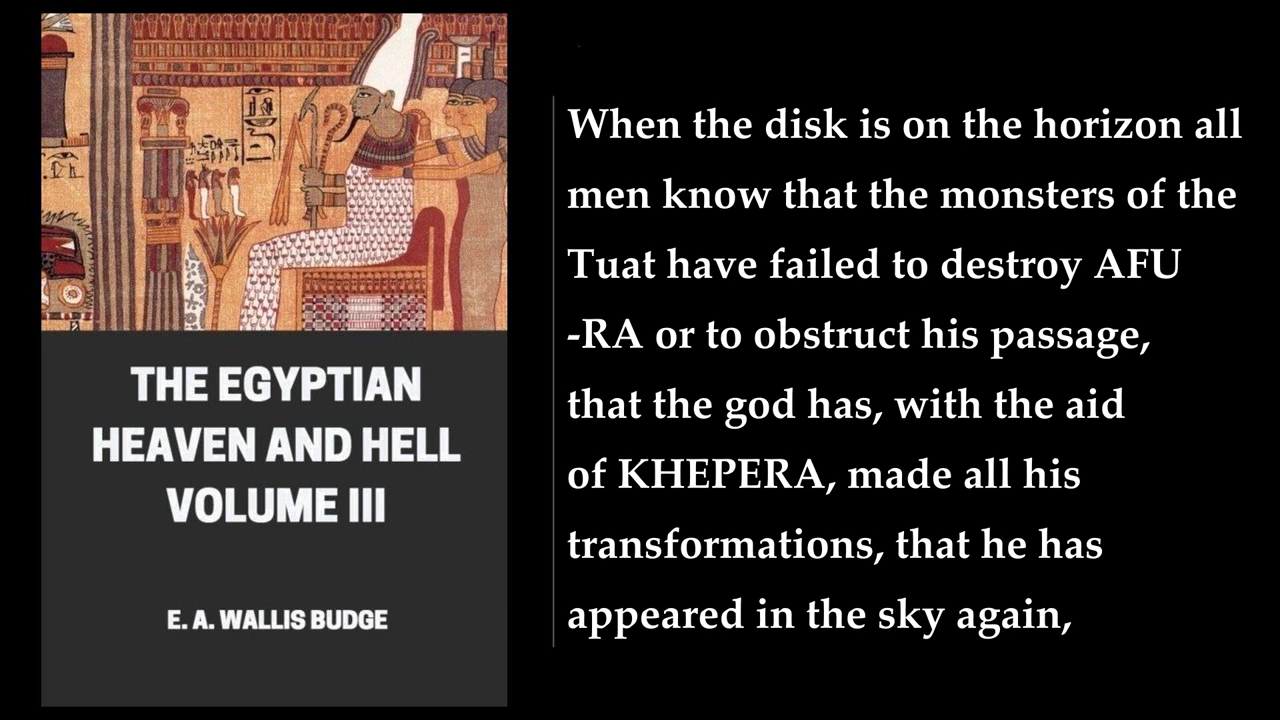 THE EGYPTIAN
HEAVEN AND HELL
VOLUME III
E. A. WALLIS BUDGE
When the disk is on the horizon all
men know that the monsters of the
Tuat have failed to destroy AFU
-RA or to obstruct his passage,
that the god has, with the aid
of KHEPERA, made all his
transformations, that he has
appeared in the sky again,